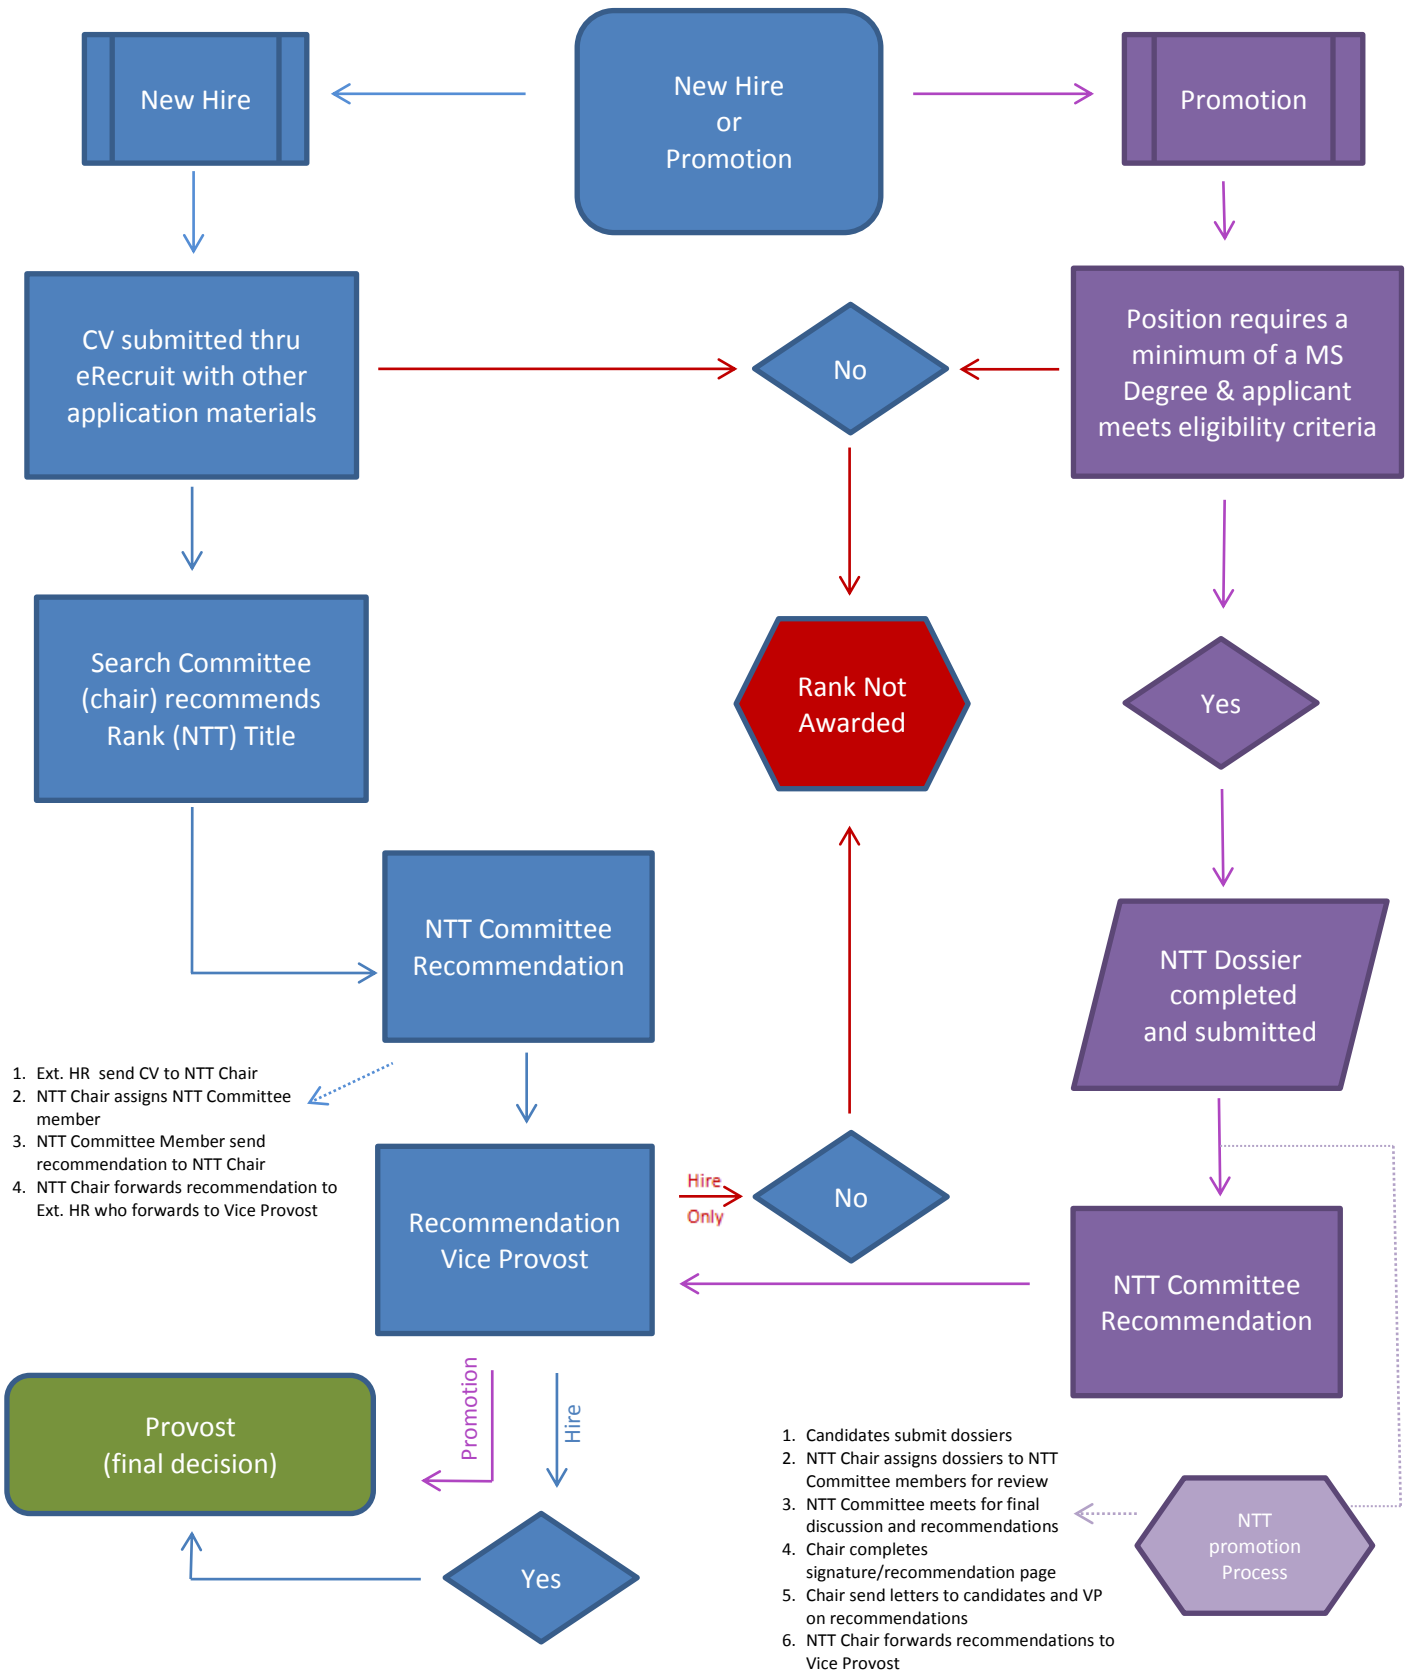 New Hire
New Hire
or
Promotion
Promotion
CV submitted thru
eRecruit with other
application materials
No
Position requires a
minimum of a MS
Degree & applicant
meets eligibility criteria
Search Committee
(chair) recommends
Rank (NTT) Title
Rank Not
Awarded
Yes
NTT Committee
Recommendation
NTT Dossier
completed
and submitted
1. Ext. HR send CV to NTT Chair
2. NTT Chair assigns NTT Committee
member
3. NTT Committee Member send
recommendation to NTT Chair
4. NTT Chair forwards recommendation to
Ext. HR who forwards to Vice Provost
Recommendation
Vice Provost
Hire
Only
No
NTT Committee
Recommendation
Promotion
Hire
Provost
(final decision)
Yes
1. Candidates submit dossiers
2. NTT Chair assigns dossiers to NTT
Committee members for review
3. NTT Committee meets for final
discussion and recommendations
4. Chair completes
signature/recommendation page
5. Chair send letters to candidates and VP
on recommendations
6. NTT Chair forwards recommendations to
Vice Provost
NTT
promotion
Process